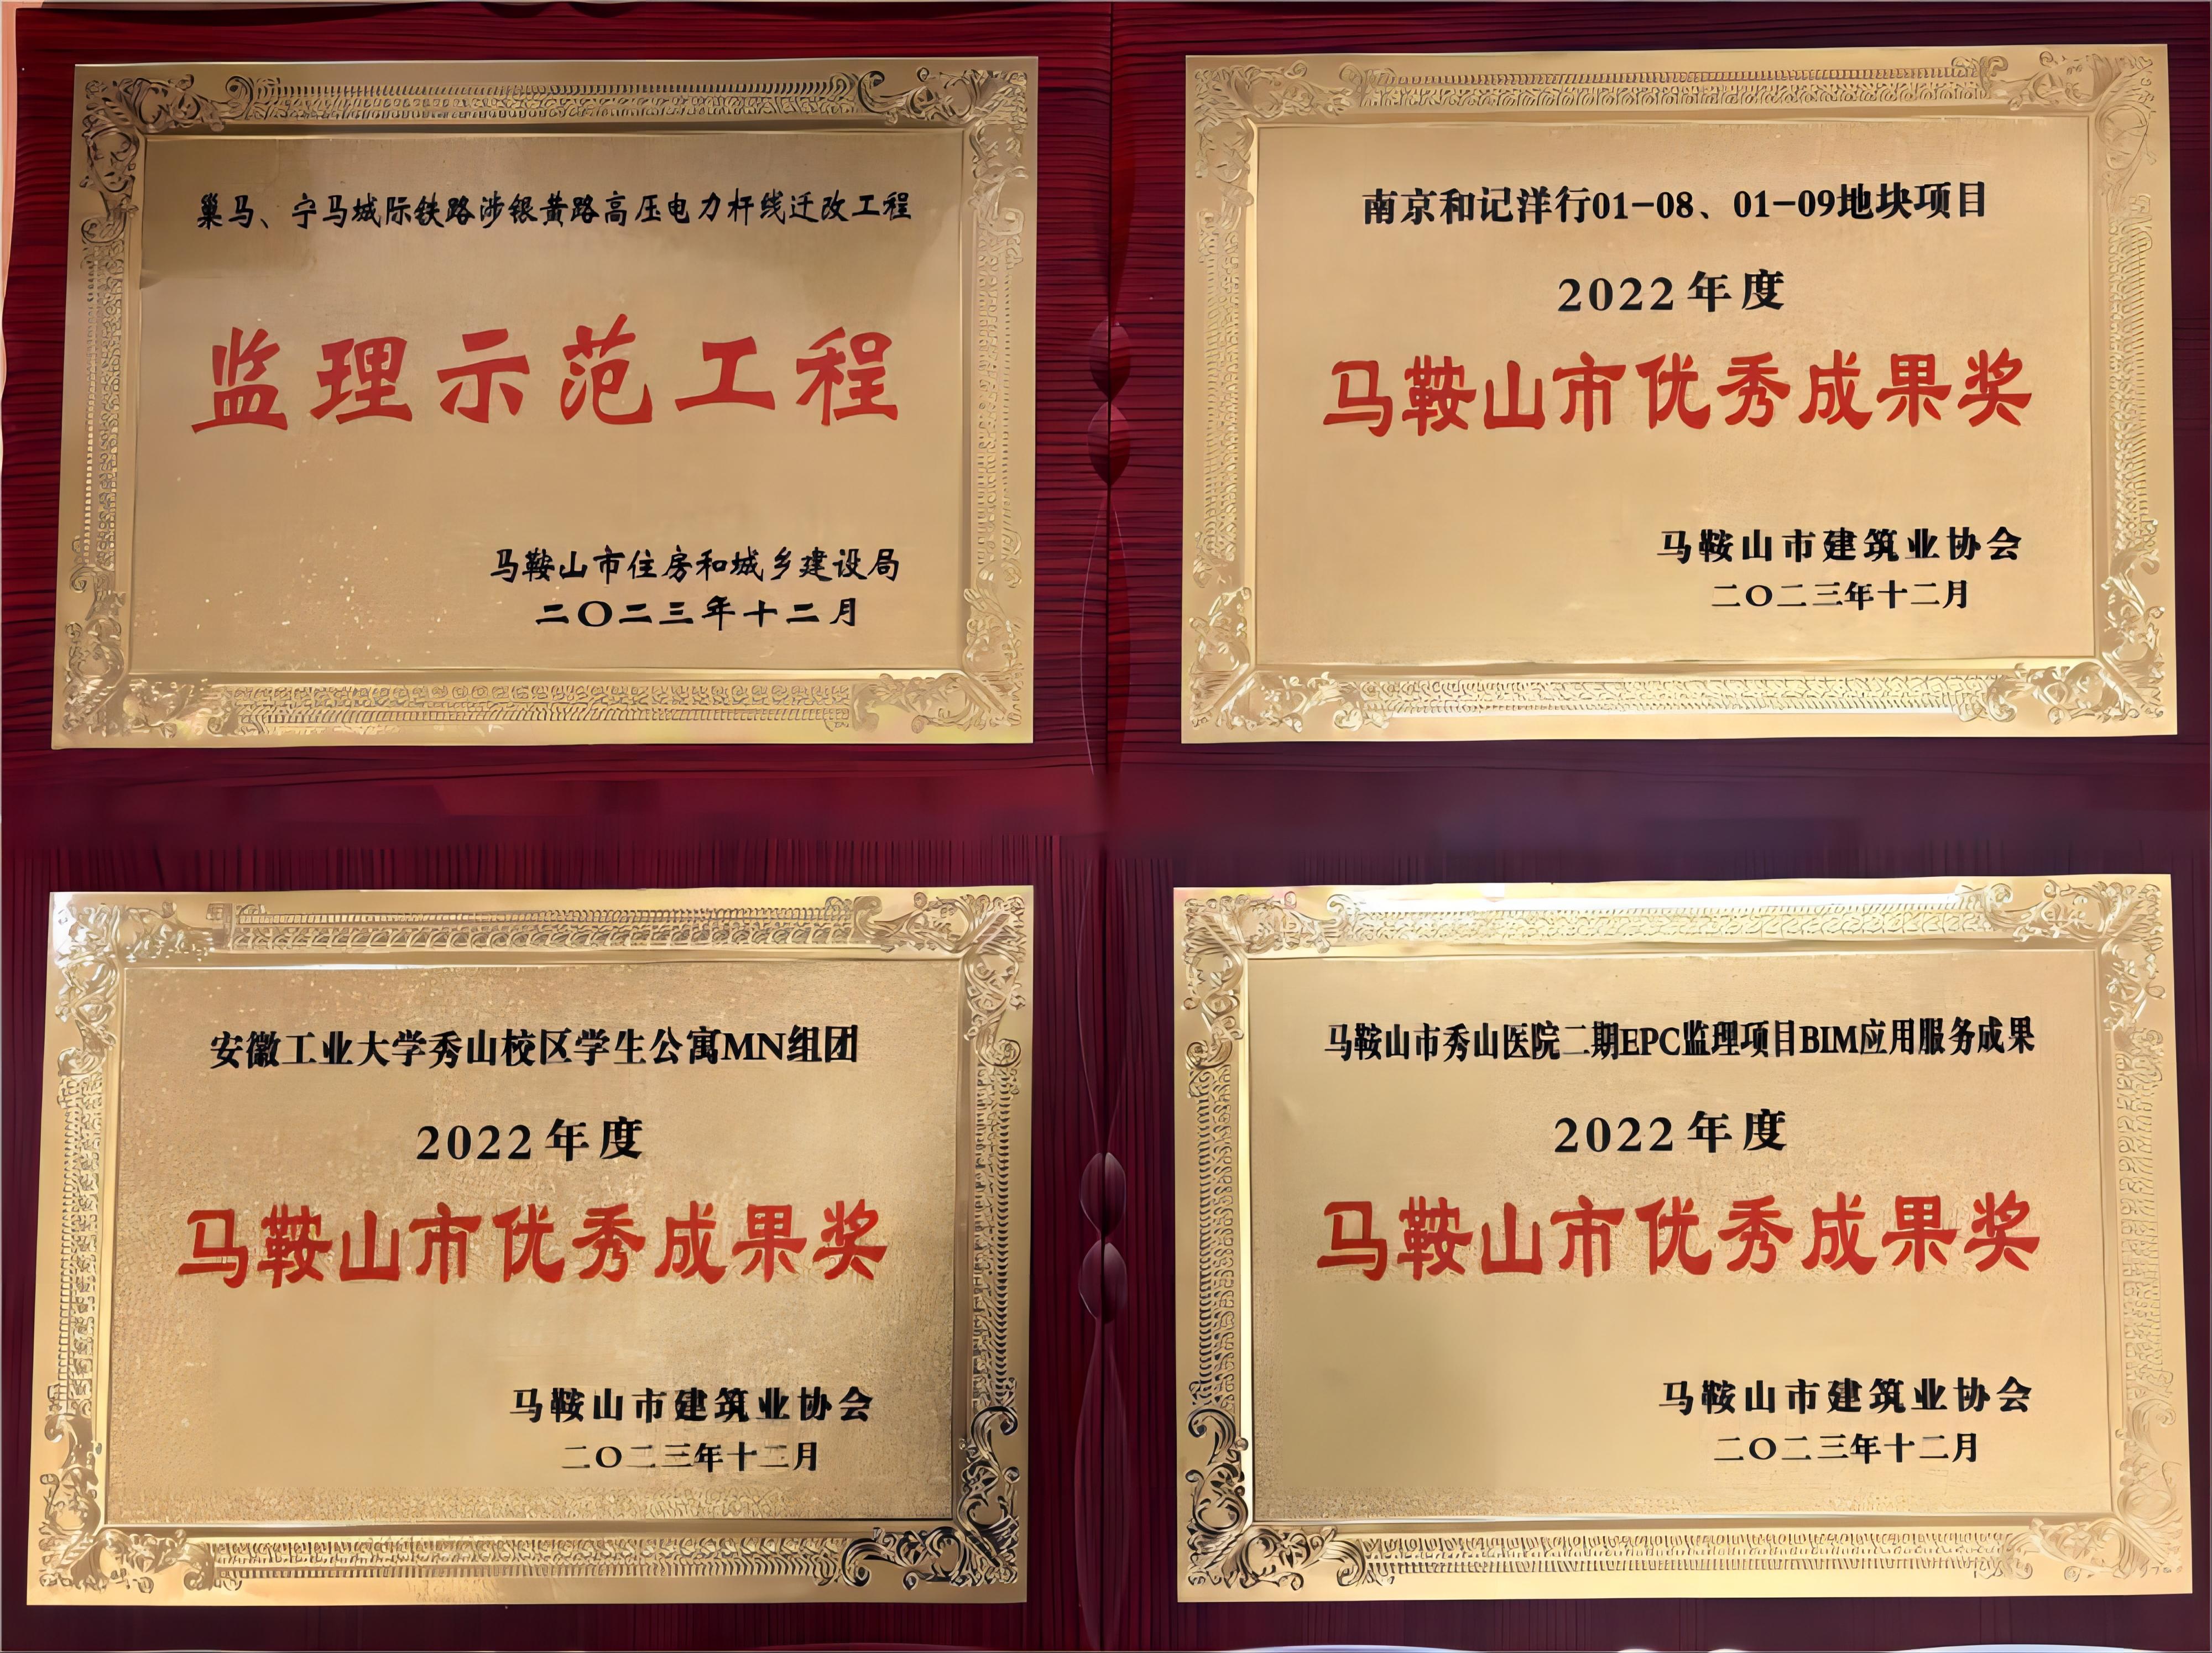 巢马、宁马城际铁路涉银黄路高压电力杆线迁改工程
监理示范工程
马鞍山市住房和城乡建设局
二〇二三年十二月
南京和记洋行01-08、01-09地块项目
2022年度
马鞍山市优秀成果奖
马鞍山市建筑业协会
二〇二三年十二月
安徽工业大学秀山校区学生公寓MN组团
2022年度
马鞍山市优秀成果奖
马鞍山市建筑业协会
二〇二三年十二月
马鞍山市秀山医院二期EPC监理项目BIM应用服务成果
2022年度
马鞍山市优秀成果奖
马鞍山市建筑业协会
二〇二三年十二月